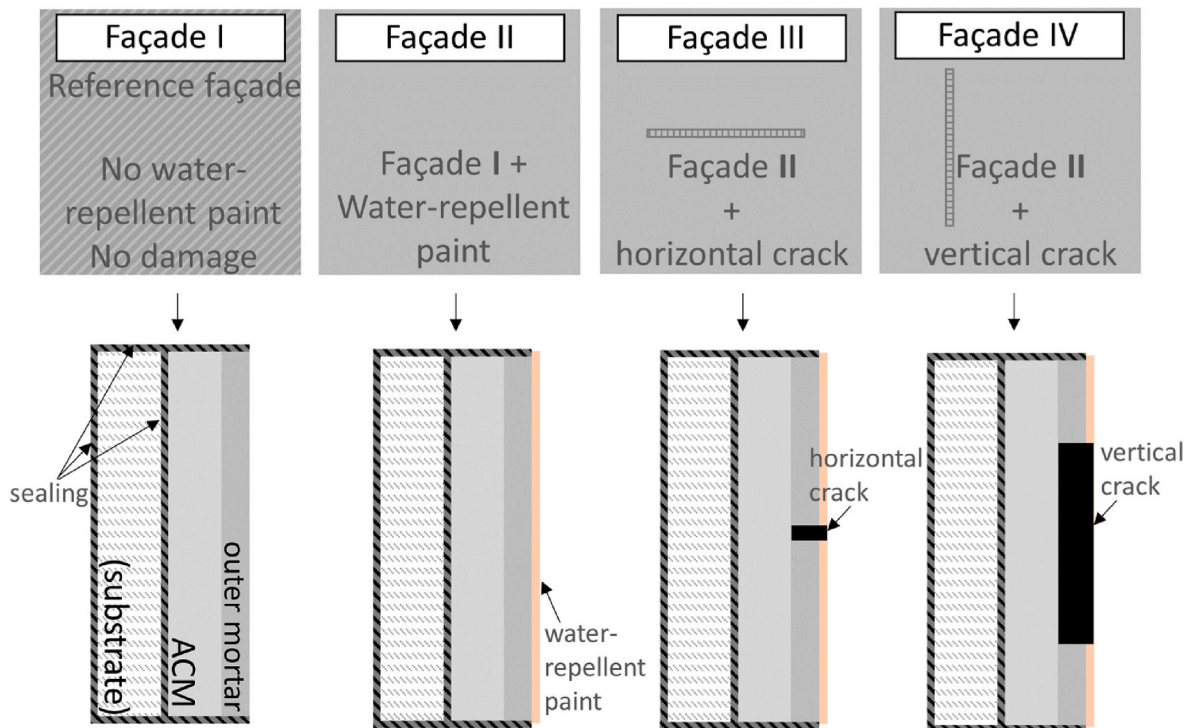 Façade I
Reference façade
No water-
repellent paint
No damage
Façade II
Façade I +
Water-repellent
paint
Façade III
Façade II
+
horizontal crack
Façade IV
Façade II
+
vertical crack
sealing
(substrate)
ACM
outer mortar
water-
repellent
paint
horizontal
crack
vertical
crack